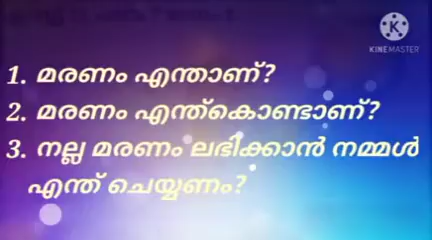 KINEMASTER
1. മരണം എന്താണ്?
2. മരണം എന്ത്കൊണ്ടാണ്?
3. നല്ല മരണം ലഭിക്കാൻ നമ്മൾ
എന്ത് ചെയ്യണം?